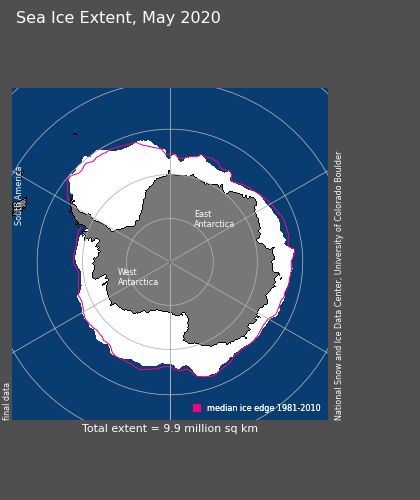 Sea Ice Extent, May 2020
South America
East
Antarctica
West
Antarctica
National Snow and Ice Data Center, University of Colorado Boulder
final data
median ice edge 1981-2010
Total extent = 9.9 million sq km